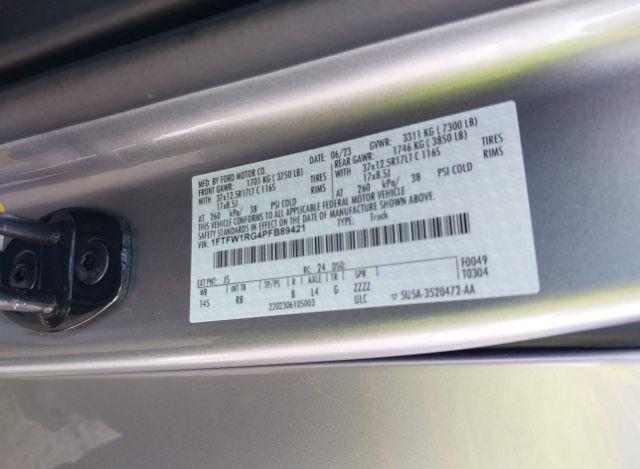 MFD. BY FORD MOTOR CO.
DATE: 06/23 GVWR: 3311 KG ( 7300 LB)
FRONT GAWR: 1701 KG ( 3750 LB)
REAR GAWR: 1746 KG ( 3850 LB)
WITH 37x12.5R17LT C 116S TIRES
WITH 37x12.5R17LT C 116S TIRES
17x8.5J RIMS
17x8.5J RIMS
AT 260 kPa/ 38 PSI COLD
AT 260 kPa/ 38 PSI COLD
THIS VEHICLE CONFORMS TO ALL APPLICABLE FEDERAL MOTOR VEHICLE
SAFETY STANDARDS IN EFFECT ON THE DATE OF MANUFACTURE SHOWN ABOVE.
VIN: 1FTFW1RG4PFB89421 TYPE: Truck
F0049
T0304
EXT PNT: JS RC: 24 DSO:
WB INT TR TP/PS R AXLE TR SPR
145 RB B L4 G ZZZZ
2202306105003 ULC 5U5A-3520472-AA